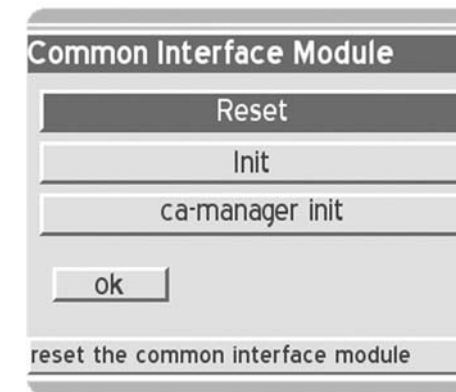 Common Interface Module
Reset
Init
ca-manager init
ok
reset the common interface module